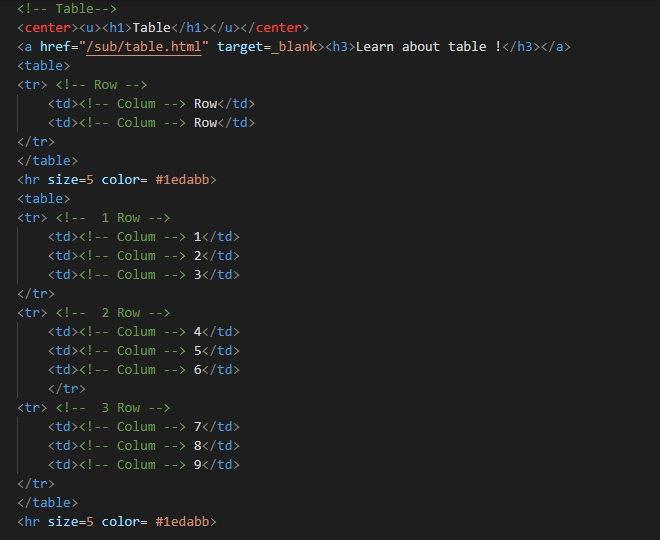 <!-- Table-->
<center><u><h1>Table</h1></u></center>
<a href="/sub/table.html" target=_blank><h3>Learn about table !</h3></a>
<table>
<tr> <!-- Row -->
    <td><!-- Colum --> Row</td>
    <td><!-- Colum --> Row</td>
</tr>
</table>
<hr size=5 color= #1edabb>
<table>
<tr> <!--  1 Row -->
    <td><!-- Colum --> 1</td>
    <td><!-- Colum --> 2</td>
    <td><!-- Colum --> 3</td>
</tr>
<tr> <!--  2 Row -->
    <td><!-- Colum --> 4</td>
    <td><!-- Colum --> 5</td>
    <td><!-- Colum --> 6</td>
    </tr>
<tr> <!--  3 Row -->
    <td><!-- Colum --> 7</td>
    <td><!-- Colum --> 8</td>
    <td><!-- Colum --> 9</td>
</tr>
</table>
<hr size=5 color= #1edabb>